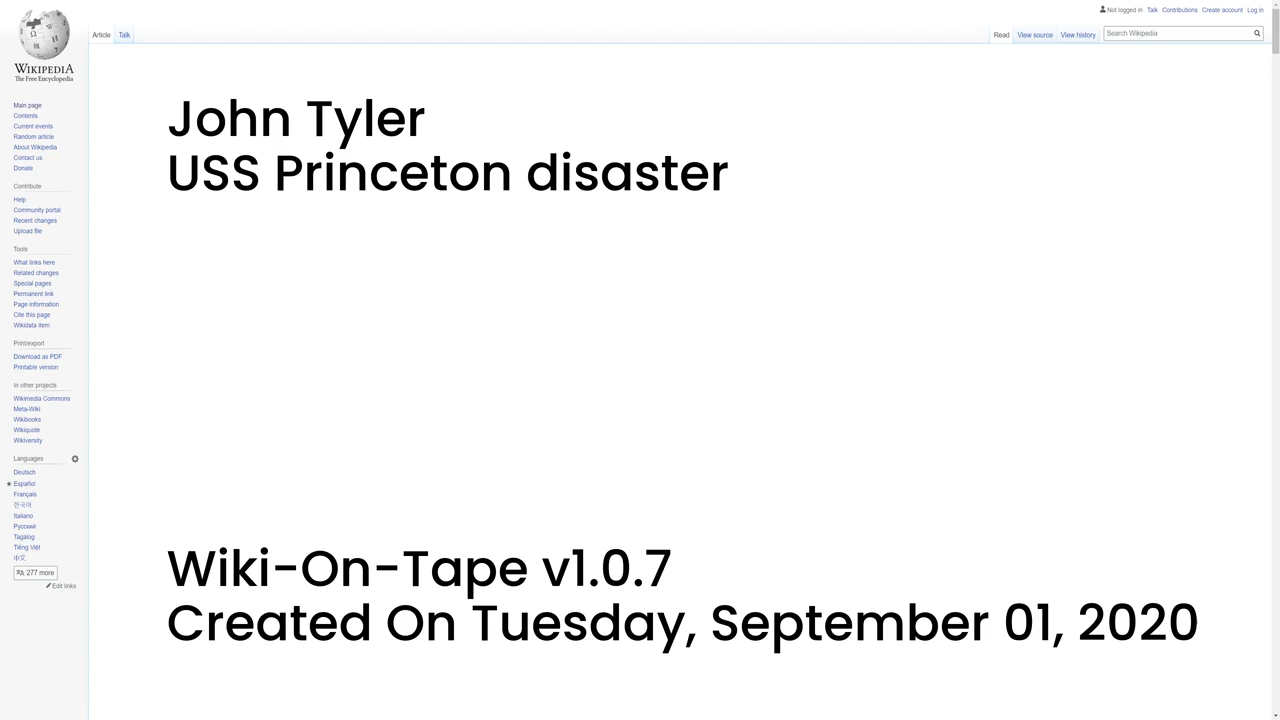 Not logged in Talk Contributions Create account Log in
Article Talk Read View source View history Search Wikipedia
WIKIPEDIA
The Free Encyclopedia
Main page
Contents
Current events
Random article
About Wikipedia
Contact us
Donate
Contribute
Help
Community portal
Recent changes
Upload file
Tools
What links here
Related changes
Special pages
Permanent link
Page information
Cite this page
Wikidata item
Print/export
Download as PDF
Printable version
In other projects
Wikimedia Commons
Meta-Wiki
Wikibooks
Wikiquote
Wikiversity
Languages
Deutsch
Español
Français
한국어
Italiano
Русский
Tagalog
Tiếng Việt
中文
277 more
Edit links
John Tyler
USS Princeton disaster
Wiki-On-Tape v1.0.7
Created On Tuesday, September 01, 2020